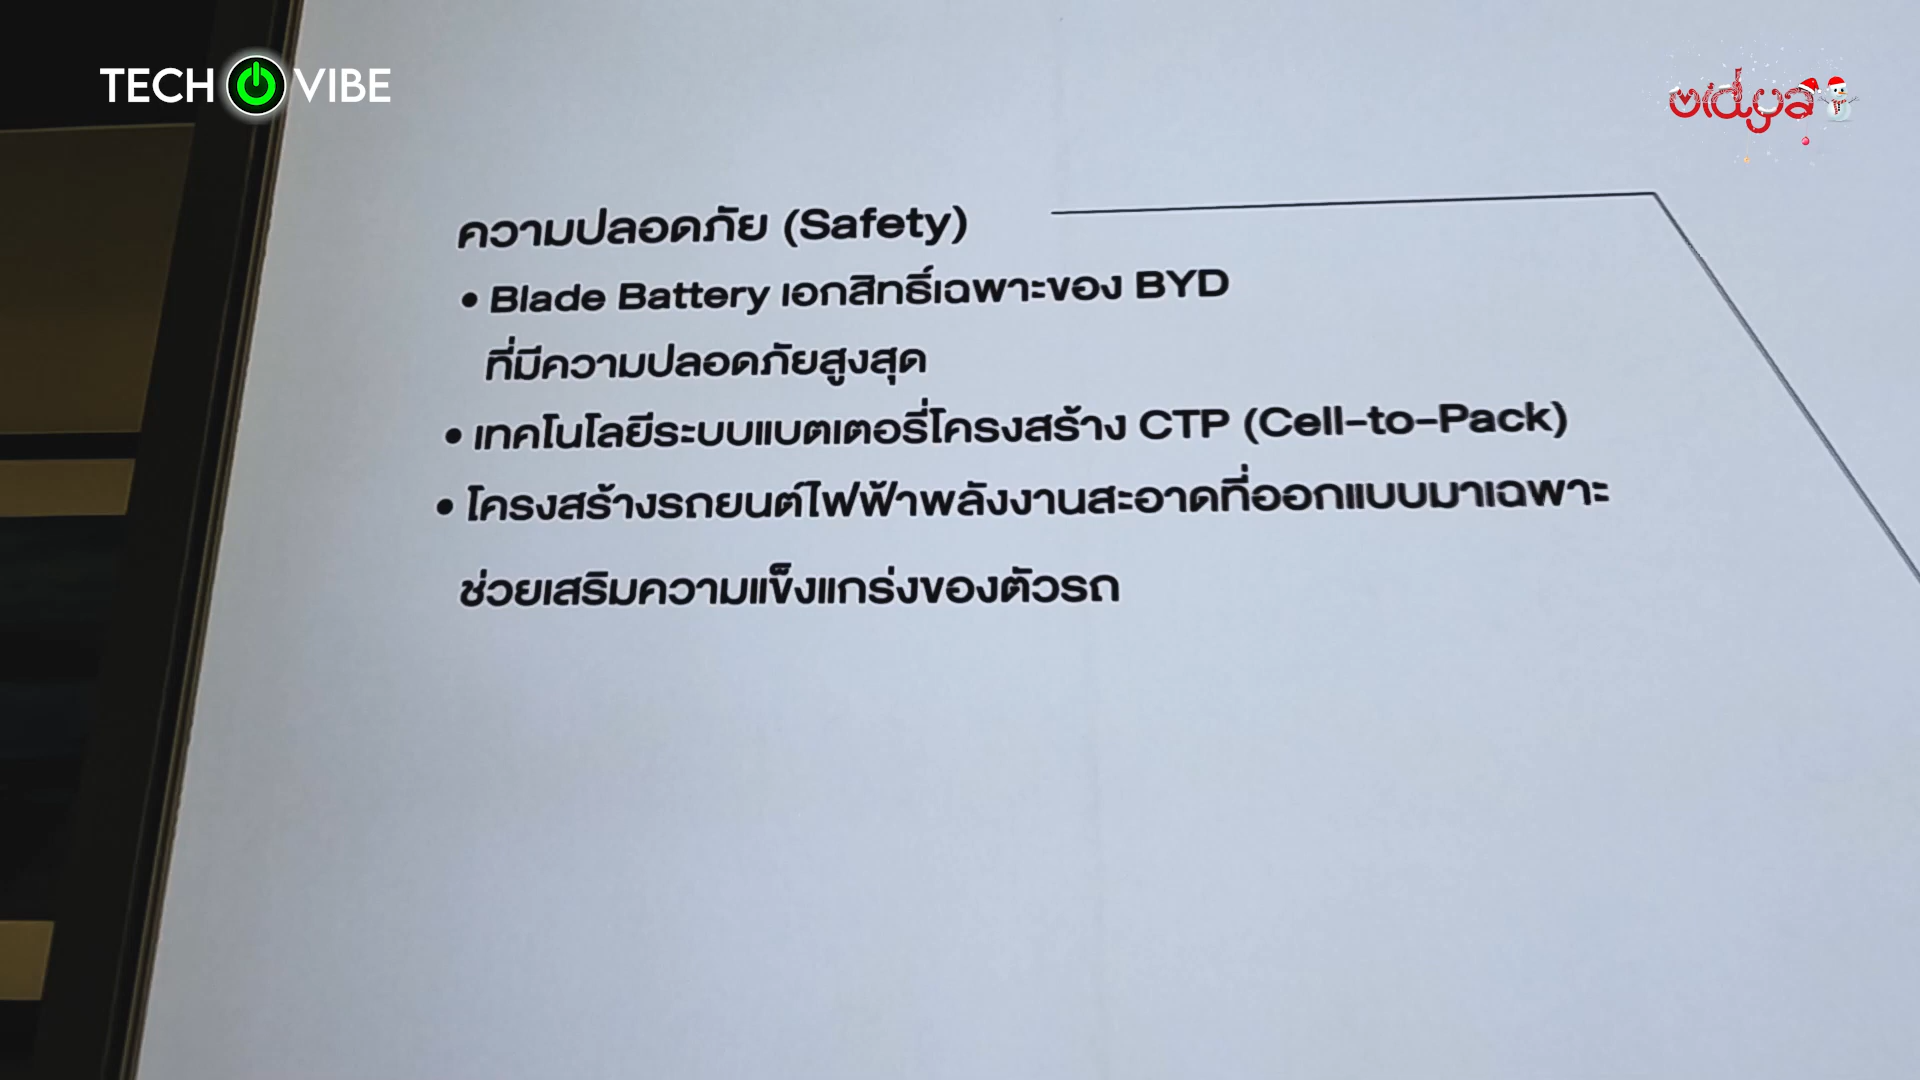 TECH VIBE
vidya
ความปลอดภัย (Safety)
• Blade Battery เอกสิทธิ์เฉพาะของ BYD
ที่มีความปลอดภัยสูงสุด
• เทคโนโลยีระบบแบตเตอรี่โครงสร้าง CTP (Cell-to-Pack)
• โครงสร้างรถยนต์ไฟฟ้าพลังงานสะอาดที่ออกแบบมาเฉพาะ
ช่วยเสริมความแข็งแกร่งของตัวรถ